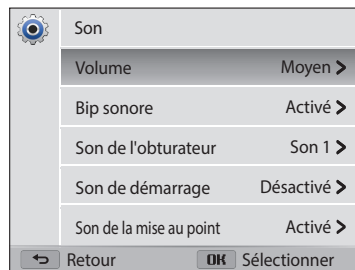 Son
Volume Moyen >
Bip sonore Activé >
Son de l'obturateur Son 1 >
Son de démarrage Désactivé >
Son de la mise au point Activé >
Retour OK Sélectionner